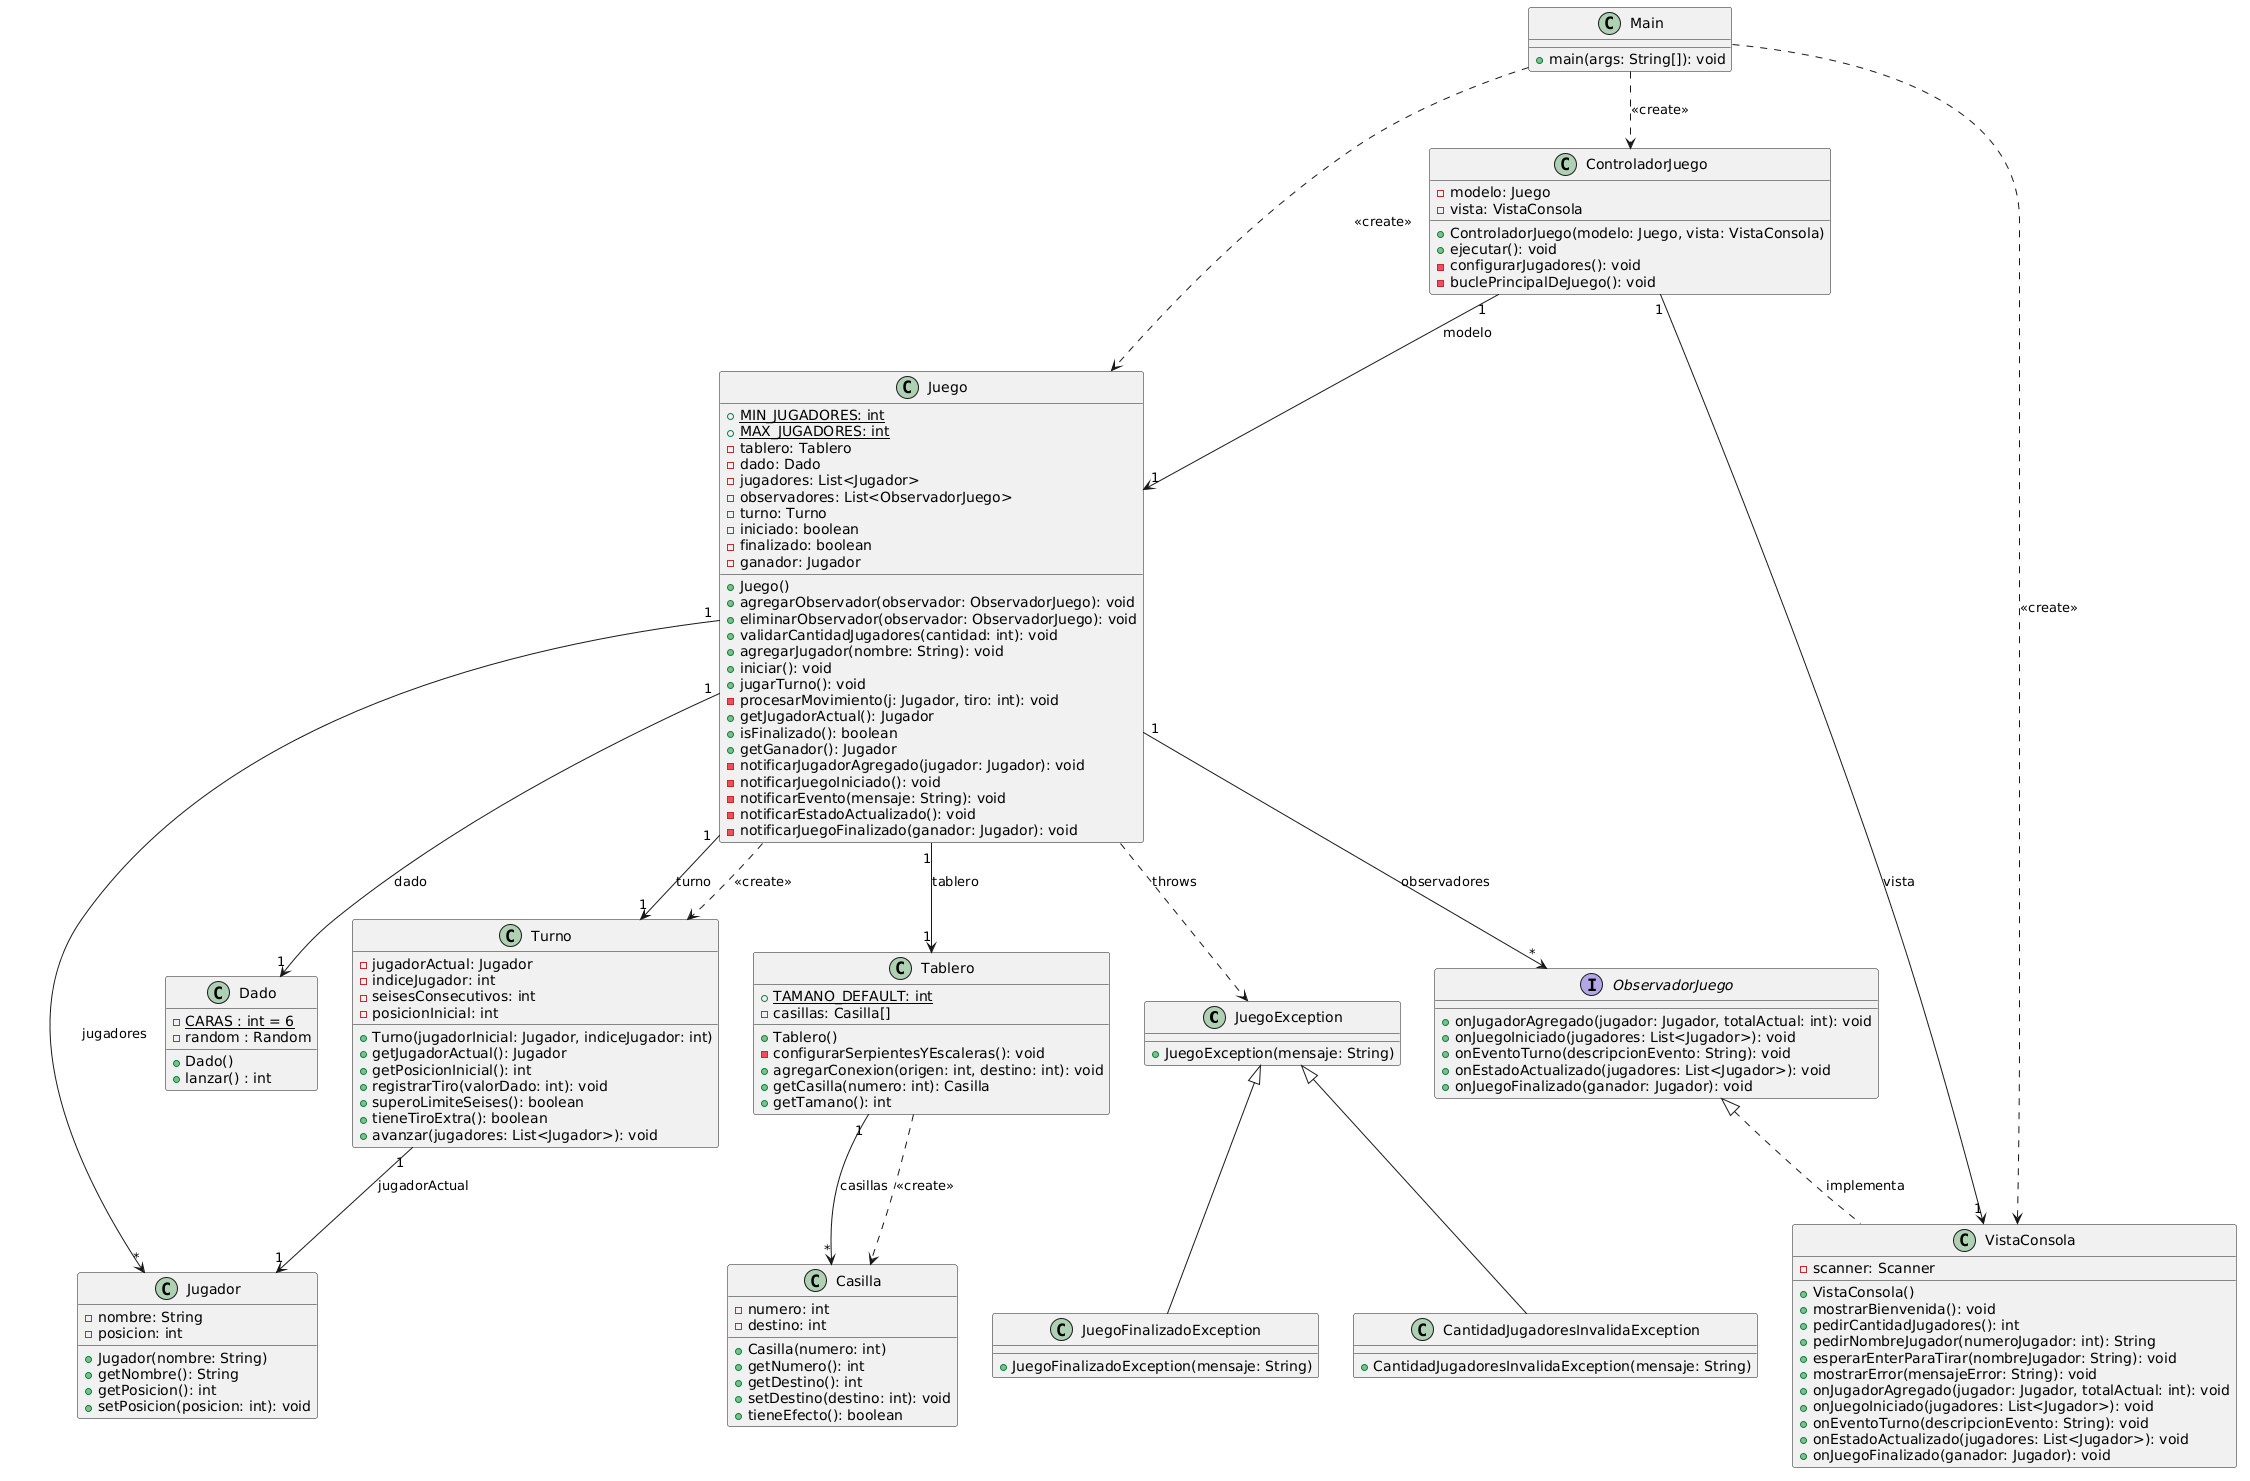 Main
main(args: String[]): void
«create»
«create»
«create»
ControladorJuego
modelo: Juego
vista: VistaConsola
ControladorJuego(modelo: Juego, vista: VistaConsola)
ejecutar(): void
configurarJugadores(): void
buclePrincipalDeJuego(): void
1
modelo
1
1
vista
1
Juego
MIN_JUGADORES: int
MAX_JUGADORES: int
tablero: Tablero
dado: Dado
jugadores: List<Jugador>
observadores: List<ObservadorJuego>
turno: Turno
iniciado: boolean
finalizado: boolean
ganador: Jugador
Juego()
agregarObservador(observador: ObservadorJuego): void
eliminarObservador(observador: ObservadorJuego): void
validarCantidadJugadores(cantidad: int): void
agregarJugador(nombre: String): void
iniciar(): void
jugarTurno(): void
procesarMovimiento(j: Jugador, tiro: int): void
getJugadorActual(): Jugador
isFinalizado(): boolean
getGanador(): Jugador
notificarJugadorAgregado(jugador: Jugador): void
notificarJuegoIniciado(): void
notificarEvento(mensaje: String): void
notificarEstadoActualizado(): void
notificarJuegoFinalizado(ganador: Jugador): void
1
jugadores
*
1
dado
1
1
turno
1
«create»
1
tablero
1
throws
1
observadores
*
Dado
CARAS : int = 6
random : Random
Dado()
lanzar() : int
Turno
jugadorActual: Jugador
indiceJugador: int
seisesConsecutivos: int
posicionInicial: int
Turno(jugadorInicial: Jugador, indiceJugador: int)
getJugadorActual(): Jugador
getPosicionInicial(): int
registrarTiro(valorDado: int): void
superoLimiteSeises(): boolean
tieneTiroExtra(): boolean
avanzar(jugadores: List<Jugador>): void
1
jugadorActual
1
Tablero
TAMANO_DEFAULT: int
casillas: Casilla[]
Tablero()
configurarSerpientesYEscaleras(): void
agregarConexion(origen: int, destino: int): void
getCasilla(numero: int): Casilla
getTamano(): int
1
casillas
*
«create»
JuegoException
JuegoException(mensaje: String)
ObservadorJuego
onJugadorAgregado(jugador: Jugador, totalActual: int): void
onJuegoIniciado(jugadores: List<Jugador>): void
onEventoTurno(descripcionEvento: String): void
onEstadoActualizado(jugadores: List<Jugador>): void
onJuegoFinalizado(ganador: Jugador): void
implementa
Jugador
nombre: String
posicion: int
Jugador(nombre: String)
getNombre(): String
getPosicion(): int
setPosicion(posicion: int): void
Casilla
numero: int
destino: int
Casilla(numero: int)
getNumero(): int
getDestino(): int
setDestino(destino: int): void
tieneEfecto(): boolean
JuegoFinalizadoException
JuegoFinalizadoException(mensaje: String)
CantidadJugadoresInvalidaException
CantidadJugadoresInvalidaException(mensaje: String)
VistaConsola
scanner: Scanner
VistaConsola()
mostrarBienvenida(): void
pedirCantidadJugadores(): int
pedirNombreJugador(numeroJugador: int): String
esperarEnterParaTirar(nombreJugador: String): void
mostrarError(mensajeError: String): void
onJugadorAgregado(jugador: Jugador, totalActual: int): void
onJuegoIniciado(jugadores: List<Jugador>): void
onEventoTurno(descripcionEvento: String): void
onEstadoActualizado(jugadores: List<Jugador>): void
onJuegoFinalizado(ganador: Jugador): void